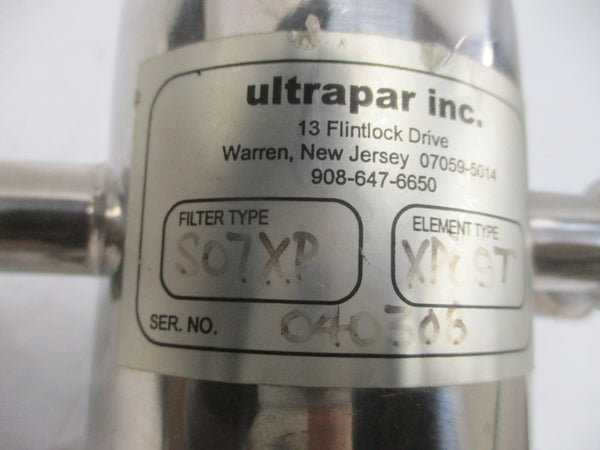 ultrapar inc.
13 Flintlock Drive
Warren, New Jersey 07059-5014
908-647-6650
FILTER TYPE
S07XP
ELEMENT TYPE
SER. NO. 040306